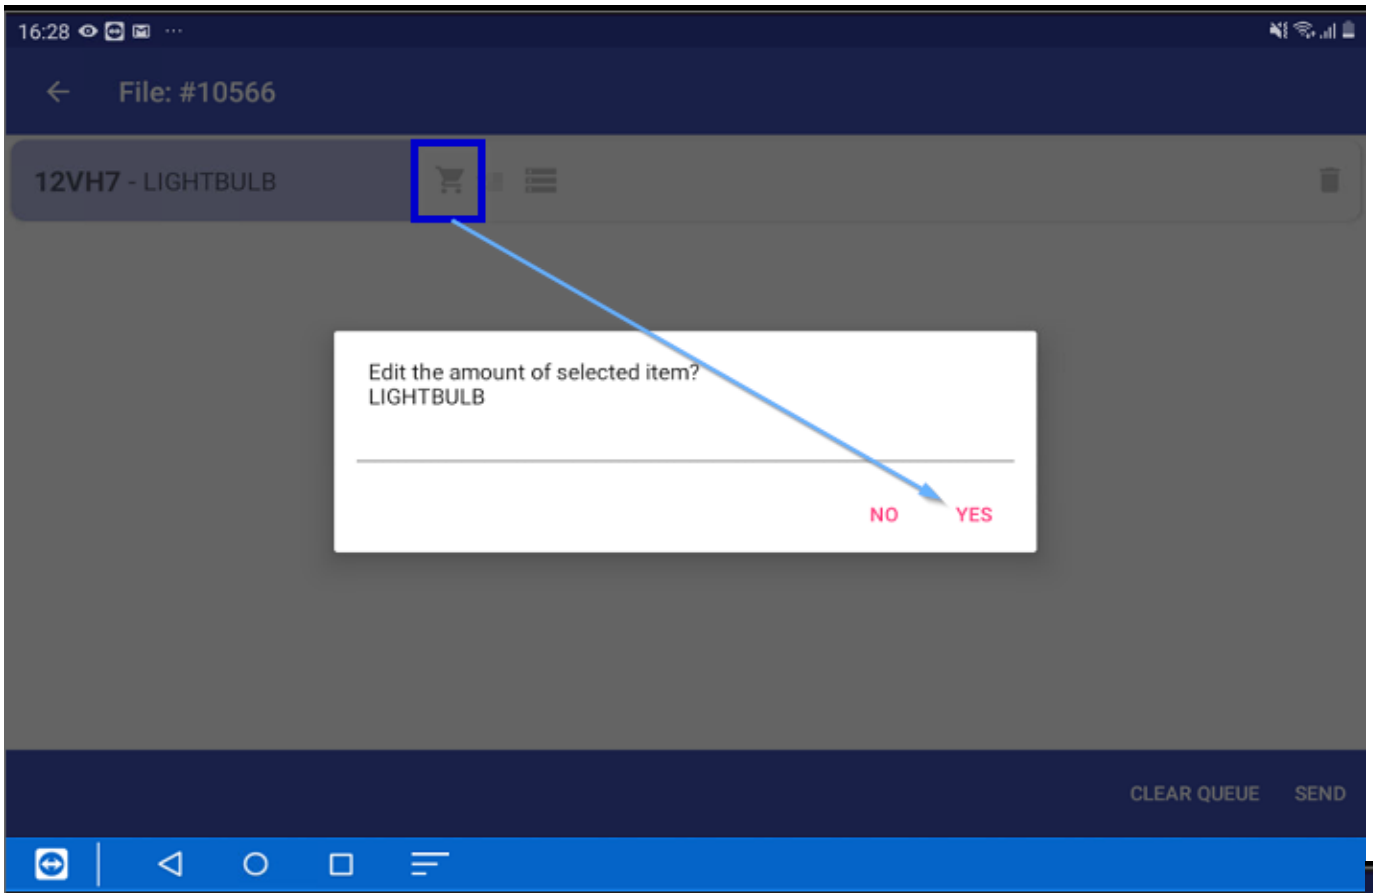 16:28
File: #10566
12VH7 - LIGHTBULB
Edit the amount of selected item?
LIGHTBULB
NO YES
CLEAR QUEUE SEND